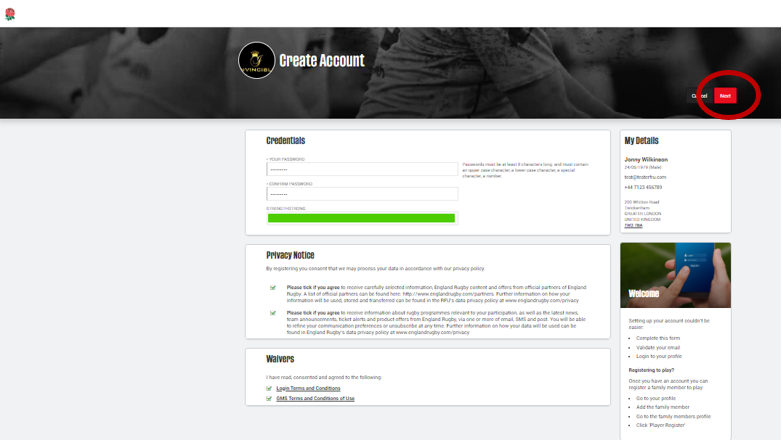 Create Account
Cancel
Next
Credentials
• YOUR PASSWORD
Passwords must be at least 8 characters long, and must contain
an upper case character, a lower case character, a special
character, a number.
• CONFIRM PASSWORD
Privacy Notice
By registering you consent that we may process your data in accordance with our privacy policy.
Please tick if you agree to receive carefully selected information, England Rugby content and offers from official partners of England
Rugby. A list of official partners can be found here: http://www.englandrugby.com/partners. Further information on how your
information will be used, stored and transferred can be found in the RFU's data privacy policy at www.englandrugby.com/privacy
Please tick if you agree to receive information about rugby programmes relevant to your participation, as well as the latest news,
team announcements, ticket alerts and product offers from England Rugby, via one or more of email, SMS and post. You will be able
to refine your communication preferences or unsubscribe at any time. Further information on how your data will be used can be
found in England Rugby's data privacy policy at www.englandrugby.com/privacy.
Waivers
I have read, consented and agreed to the following.
Login Terms and Conditions
GMS Terms and Conditions of Use
My Details
Jonny Wilkinson
24/05/1979 (Male)
+44 7123 456789
Twickenham
GREATER LONDON
UNITED KINGDOM
Welcome
Setting up your account couldn't be
easier.
• Complete this form
• Validate your email
• Login to your profile
Registering to play?
Once you have an account you can
register a family member to play:
• Go to your profile
• Add the family member
• Go to the family members profile
• Click 'Player Register'